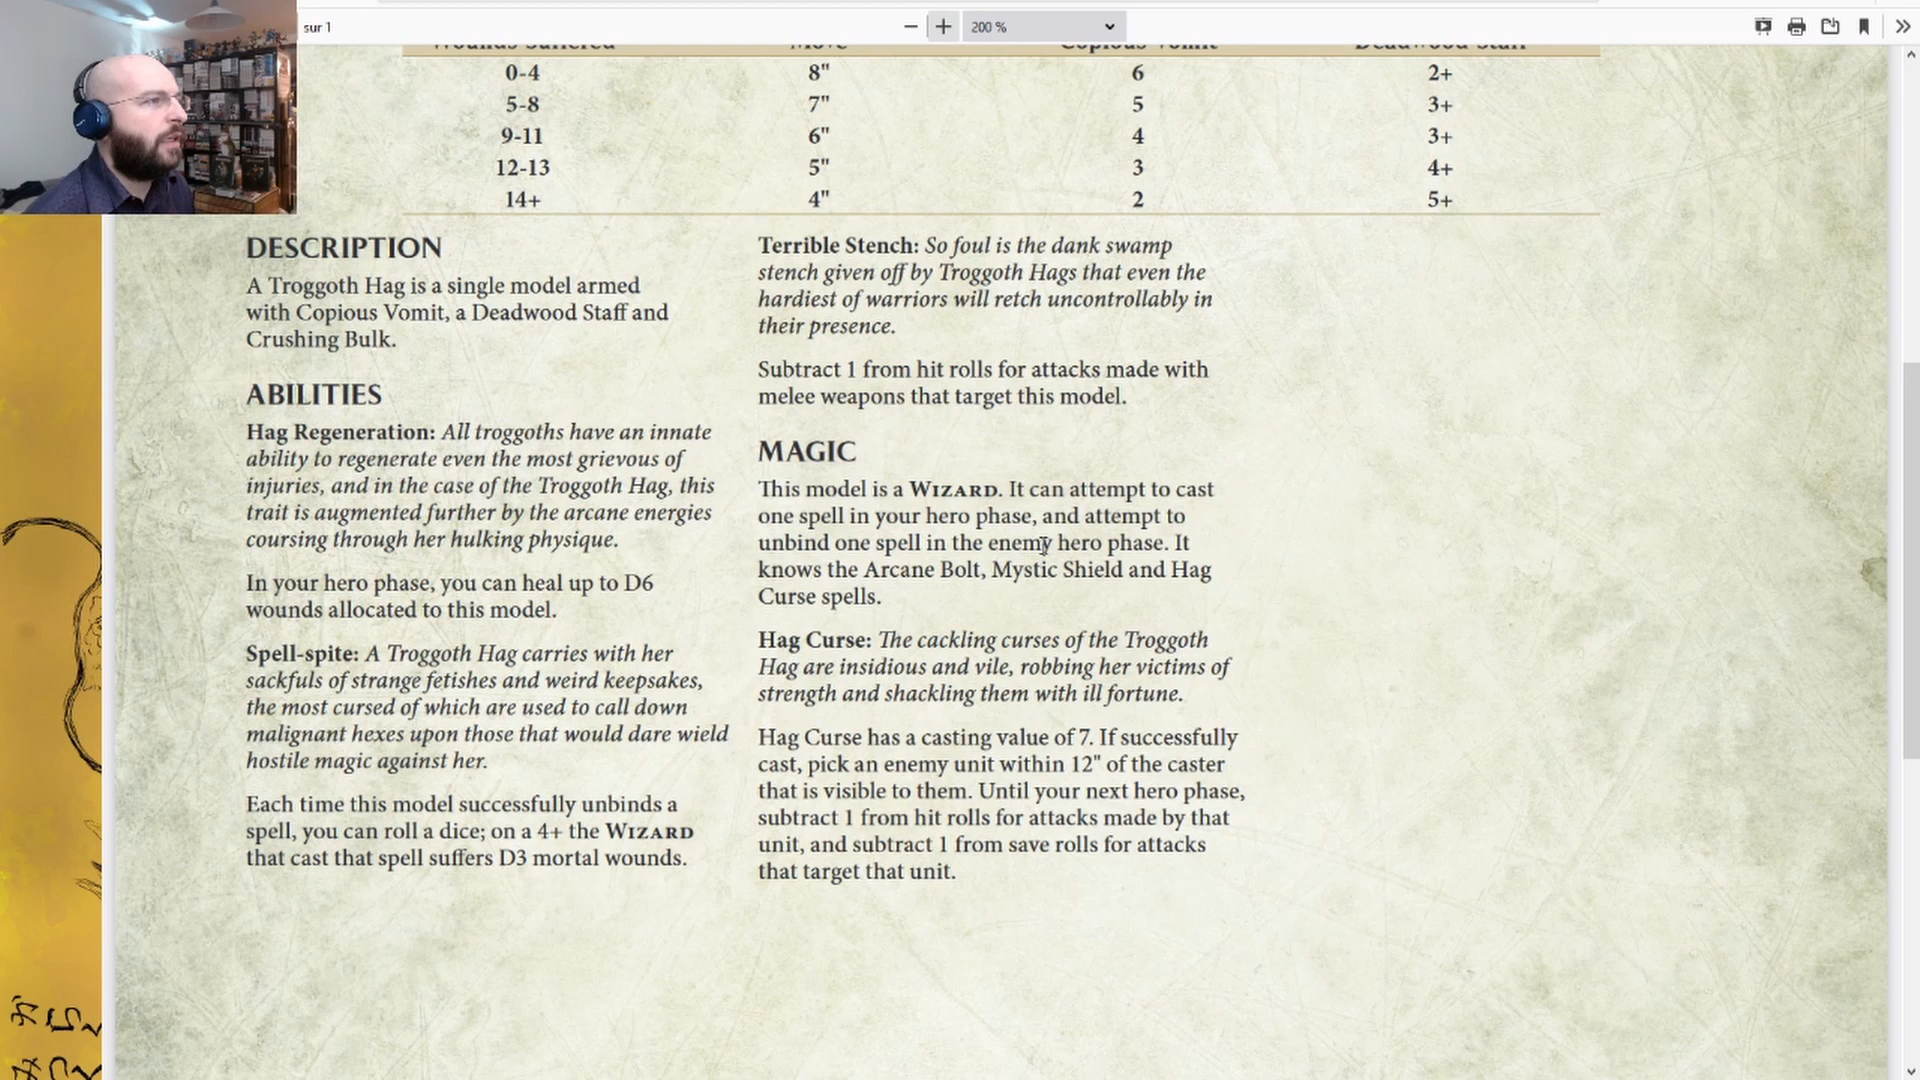 sur 1
200 %
Wounds Suffered Move Copious Vomit Deadwood Staff
0-4 8" 6 2+
5-8 7" 5 3+
9-11 6" 4 3+
12-13 5" 3 4+
14+ 4" 2 5+
DESCRIPTION
A Troggoth Hag is a single model armed
with Copious Vomit, a Deadwood Staff and
Crushing Bulk.
ABILITIES
Hag Regeneration: All troggoths have an innate
ability to regenerate even the most grievous of
injuries, and in the case of the Troggoth Hag, this
trait is augmented further by the arcane energies
coursing through her hulking physique.
In your hero phase, you can heal up to D6
wounds allocated to this model.
Spell-spite: A Troggoth Hag carries with her
sackfuls of strange fetishes and weird keepsakes,
the most cursed of which are used to call down
malignant hexes upon those that would dare wield
hostile magic against her.
Each time this model successfully unbinds a
spell, you can roll a dice; on a 4+ the WIZARD
that cast that spell suffers D3 mortal wounds.
Terrible Stench: So foul is the dank swamp
stench given off by Troggoth Hags that even the
hardiest of warriors will retch uncontrollably in
their presence.
Subtract 1 from hit rolls for attacks made with
melee weapons that target this model.
MAGIC
This model is a WIZARD. It can attempt to cast
one spell in your hero phase, and attempt to
unbind one spell in the enemy hero phase. It
knows the Arcane Bolt, Mystic Shield and Hag
Curse spells.
Hag Curse: The cackling curses of the Troggoth
Hag are insidious and vile, robbing her victims of
strength and shackling them with ill fortune.
Hag Curse has a casting value of 7. If successfully
cast, pick an enemy unit within 12" of the caster
that is visible to them. Until your next hero phase,
subtract 1 from hit rolls for attacks made by that
unit, and subtract 1 from save rolls for attacks
that target that unit.